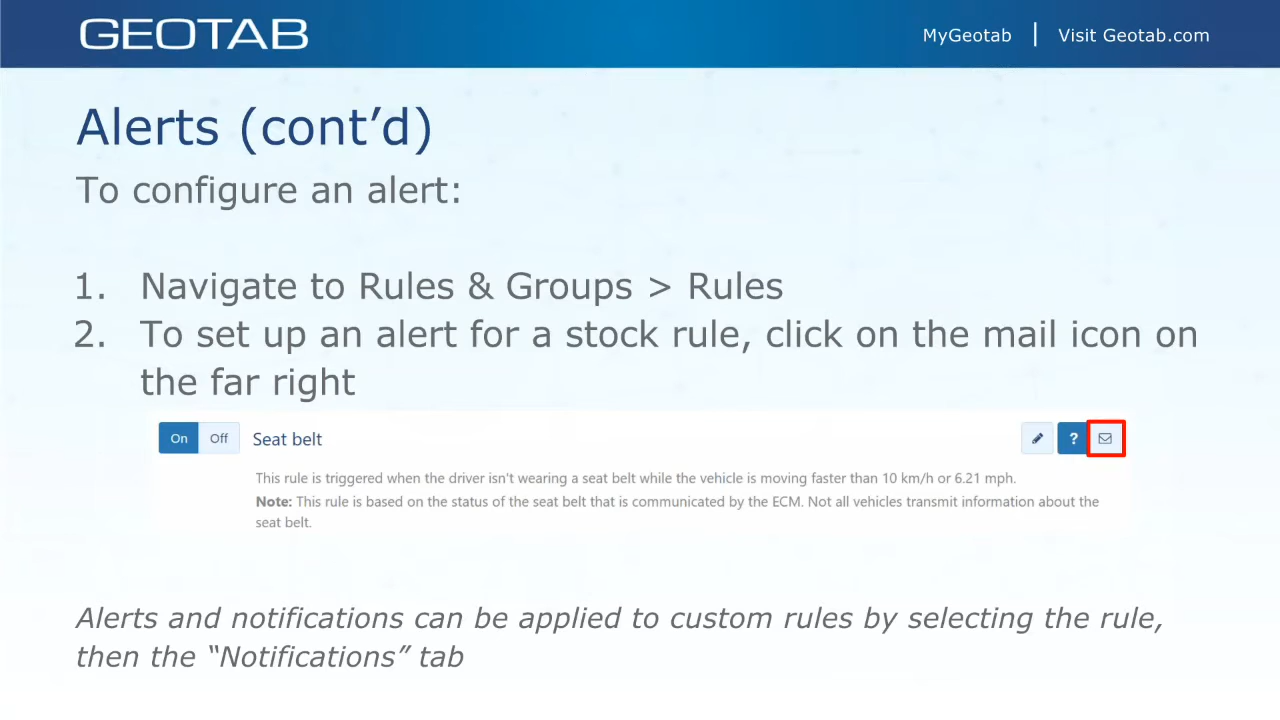 GEOTAB
MyGeotab | Visit Geotab.com
Alerts (cont’d)
To configure an alert:
1. Navigate to Rules & Groups > Rules
2. To set up an alert for a stock rule, click on the mail icon on
the far right
On Off Seat belt ?
This rule is triggered when the driver isn't wearing a seat belt while the vehicle is moving faster than 10 km/h or 6.21 mph.
Note: This rule is based on the status of the seat belt that is communicated by the ECM. Not all vehicles transmit information about the
seat belt.
Alerts and notifications can be applied to custom rules by selecting the rule,
then the “Notifications” tab